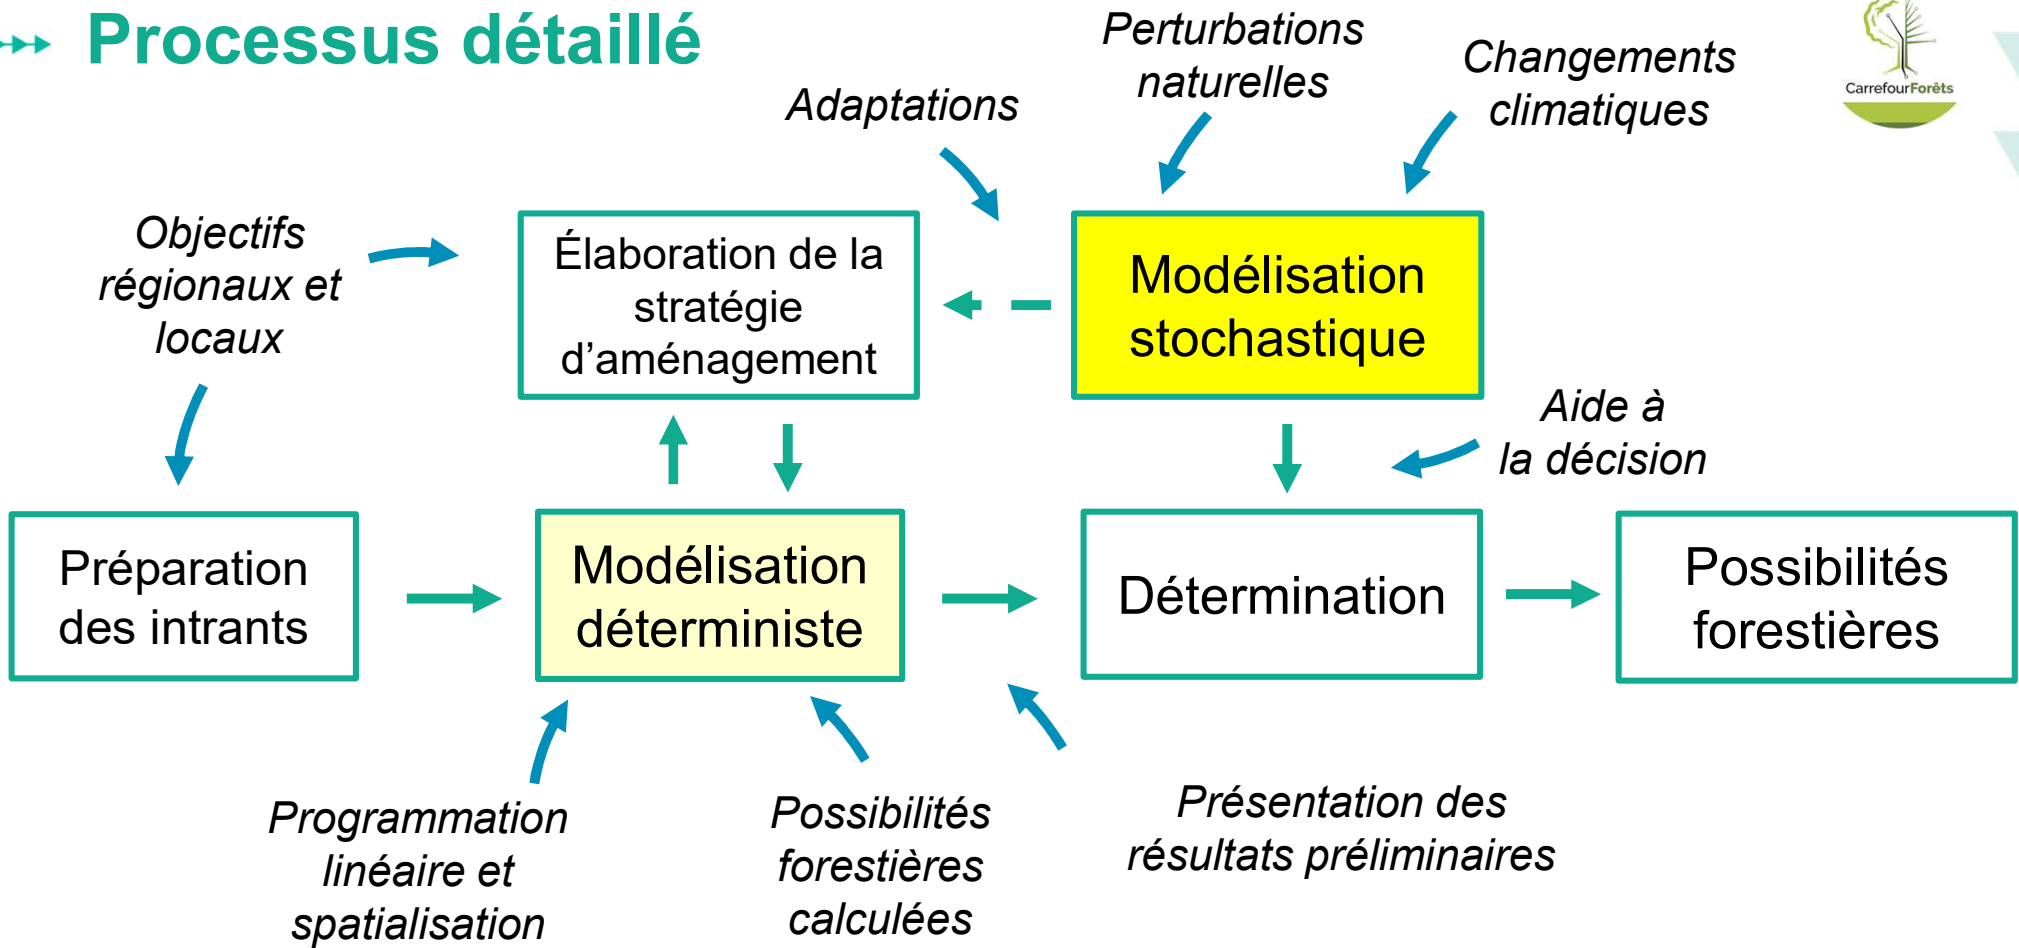 Processus détaillé
Perturbations
naturelles
Changements
climatiques
CarrefourForêts
Adaptations
Objectifs
régionaux et
locaux
Élaboration de la
stratégie
d’aménagement
Modélisation
stochastique
Aide à
la décision
Préparation
des intrants
Modélisation
déterministe
Détermination
Possibilités
forestières
Programmation
linéaire et
spatialisation
Possibilités
forestières
calculées
Présentation des
résultats préliminaires